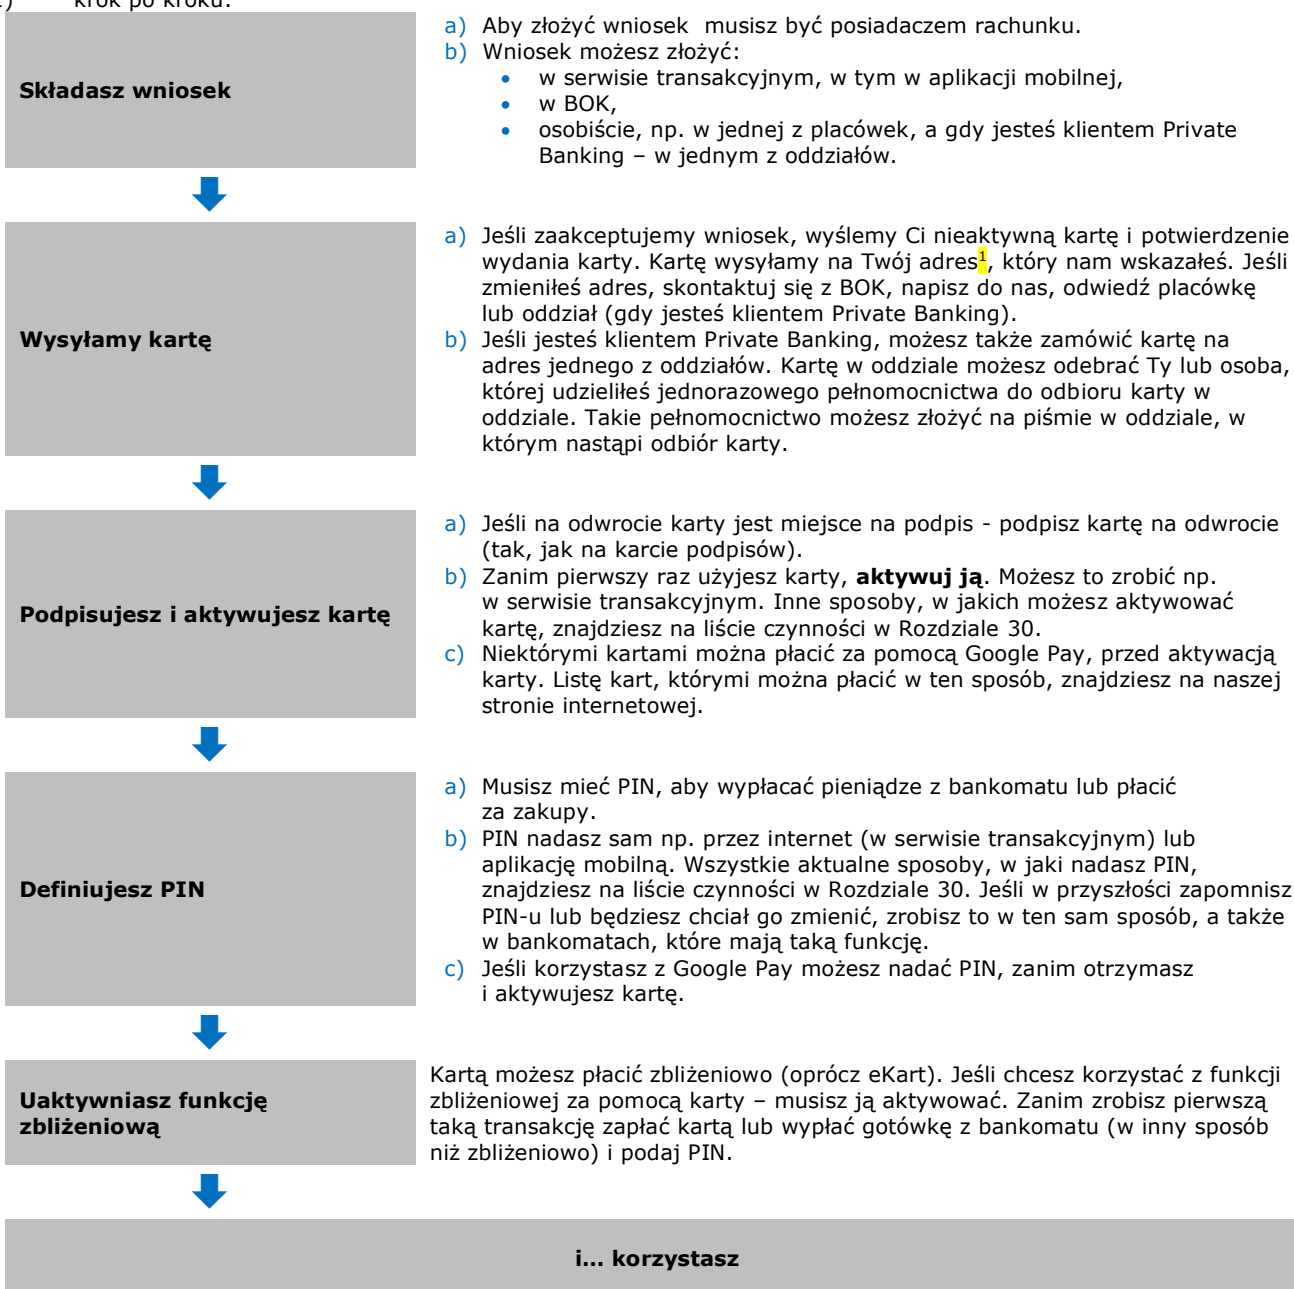 krok po kroku.
Składasz wniosek
a) Aby złożyć wniosek  musisz być posiadaczem rachunku.
b) Wniosek możesz złożyć:
• w serwisie transakcyjnym, w tym w aplikacji mobilnej,
• w BOK,
• osobiście, np. w jednej z placówek, a gdy jesteś klientem Private
Banking – w jednym z oddziałów.
Wysyłamy kartę
a) Jeśli zaakceptujemy wniosek, wyślemy Ci nieaktywną kartę i potwierdzenie
wydania karty. Kartę wysyłamy na Twój adres¹, który nam wskazałeś. Jeśli
zmieniłeś adres, skontaktuj się z BOK, napisz do nas, odwiedź placówkę
lub oddział (gdy jesteś klientem Private Banking).
b) Jeśli jesteś klientem Private Banking, możesz także zamówić kartę na
adres jednego z oddziałów. Kartę w oddziale możesz odebrać Ty lub osoba,
której udzieliłeś jednorazowego pełnomocnictwa do odbioru karty w
oddziale. Takie pełnomocnictwo możesz złożyć na piśmie w oddziale, w
którym nastąpi odbiór karty.
Podpisujesz i aktywujesz kartę
a) Jeśli na odwrocie karty jest miejsce na podpis - podpisz kartę na odwrocie
(tak, jak na karcie podpisów).
b) Zanim pierwszy raz użyjesz karty, aktywuj ją. Możesz to zrobić np.
w serwisie transakcyjnym. Inne sposoby, w jakich możesz aktywować
kartę, znajdziesz na liście czynności w Rozdziale 30.
c) Niektórymi kartami można płacić za pomocą Google Pay, przed aktywacją
karty. Listę kart, którymi można płacić w ten sposób, znajdziesz na naszej
stronie internetowej.
Definiujesz PIN
a) Musisz mieć PIN, aby wypłacać pieniądze z bankomatu lub płacić
za zakupy.
b) PIN nadasz sam np. przez internet (w serwisie transakcyjnym) lub
aplikację mobilną. Wszystkie aktualne sposoby, w jaki nadasz PIN,
znajdziesz na liście czynności w Rozdziale 30. Jeśli w przyszłości zapomnisz
PIN-u lub będziesz chciał go zmienić, zrobisz to w ten sam sposób, a także
w bankomatach, które mają taką funkcję.
c) Jeśli korzystasz z Google Pay możesz nadać PIN, zanim otrzymasz
i aktywujesz kartę.
Uaktywniasz funkcję
zbliżeniową
Kartą możesz płacić zbliżeniowo (oprócz eKart). Jeśli chcesz korzystać z funkcji
zbliżeniowej za pomocą karty – musisz ją aktywować. Zanim zrobisz pierwszą
taką transakcję zapłać kartą lub wypłać gotówkę z bankomatu (w inny sposób
niż zbliżeniowo) i podaj PIN.
i… korzystasz